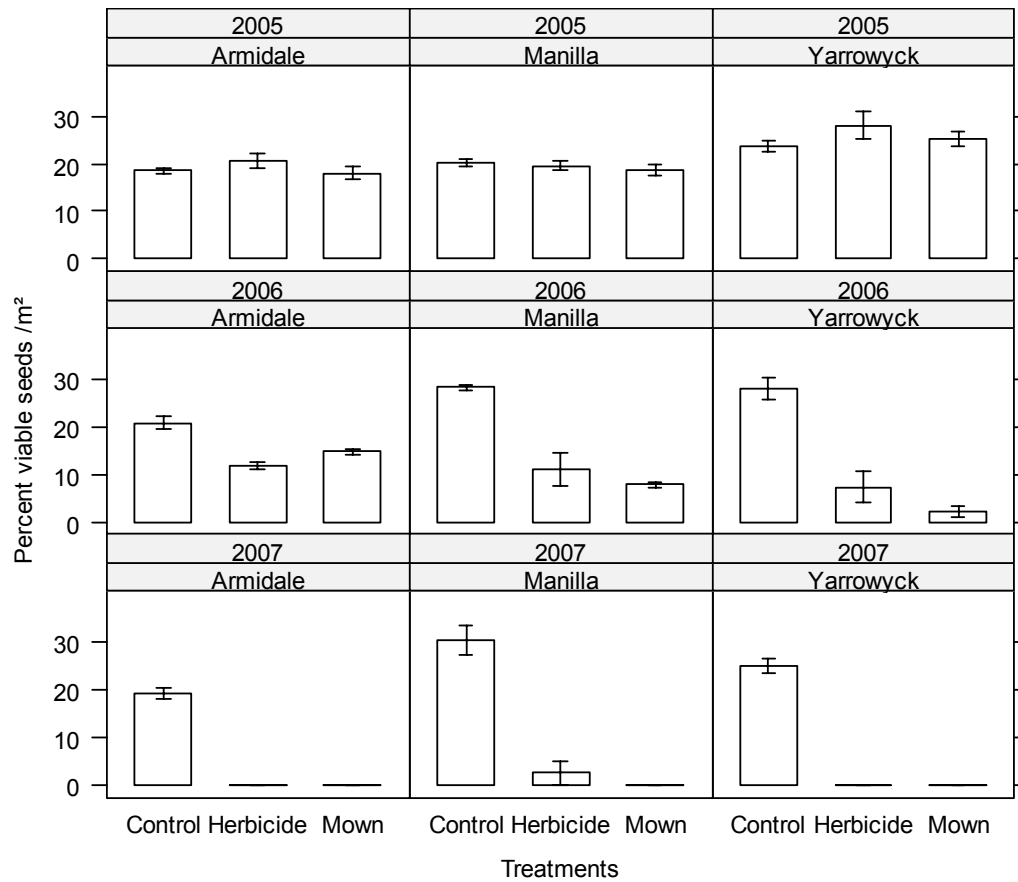 2005 2005 2005
Armidale Manilla Yarrowyck
30
20
10
0
2006 2006 2006
Armidale Manilla Yarrowyck
30
20
10
0
2007 2007 2007
Armidale Manilla Yarrowyck
30
20
10
0
Percent viable seeds /m²
Control Herbicide Mown Control Herbicide Mown Control Herbicide Mown
Treatments